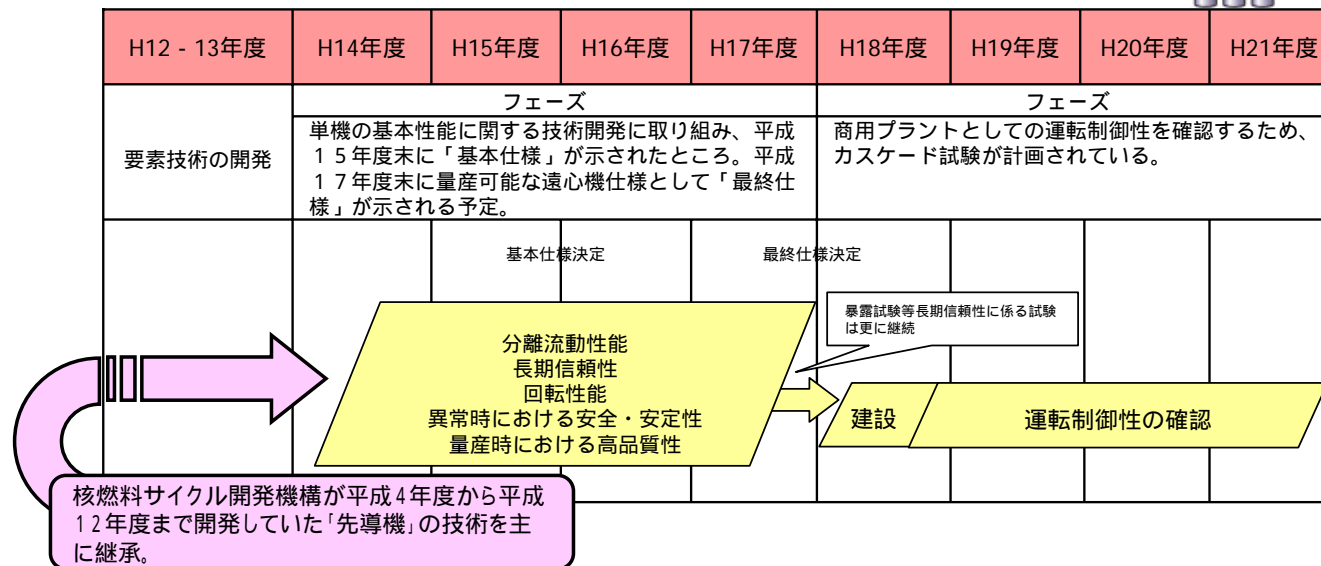 H12 - 13年度
H14年度
H15年度
H16年度
H17年度
H18年度
H19年度
H20年度
H21年度
要素技術の開発
フェーズ
単機の基本性能に関する技術開発に取り組み、平成
１５年度末に「基本仕様」が示されたところ。平成
１７年度末に量産可能な遠心機仕様として「最終仕
様」が示される予定。
フェーズ
商用プラントとしての運転制御性を確認するため、
カスケード試験が計画されている。
基本仕様決定
最終仕様決定
暴露試験等長期信頼性に係る試験
は更に継続
分離流動性能
長期信頼性
回転性能
異常時における安全・安定性
量産時における高品質性
建設
運転制御性の確認
核燃料サイクル開発機構が平成４年度から平成
１２年度まで開発していた「先導機」の技術を主
に継承。